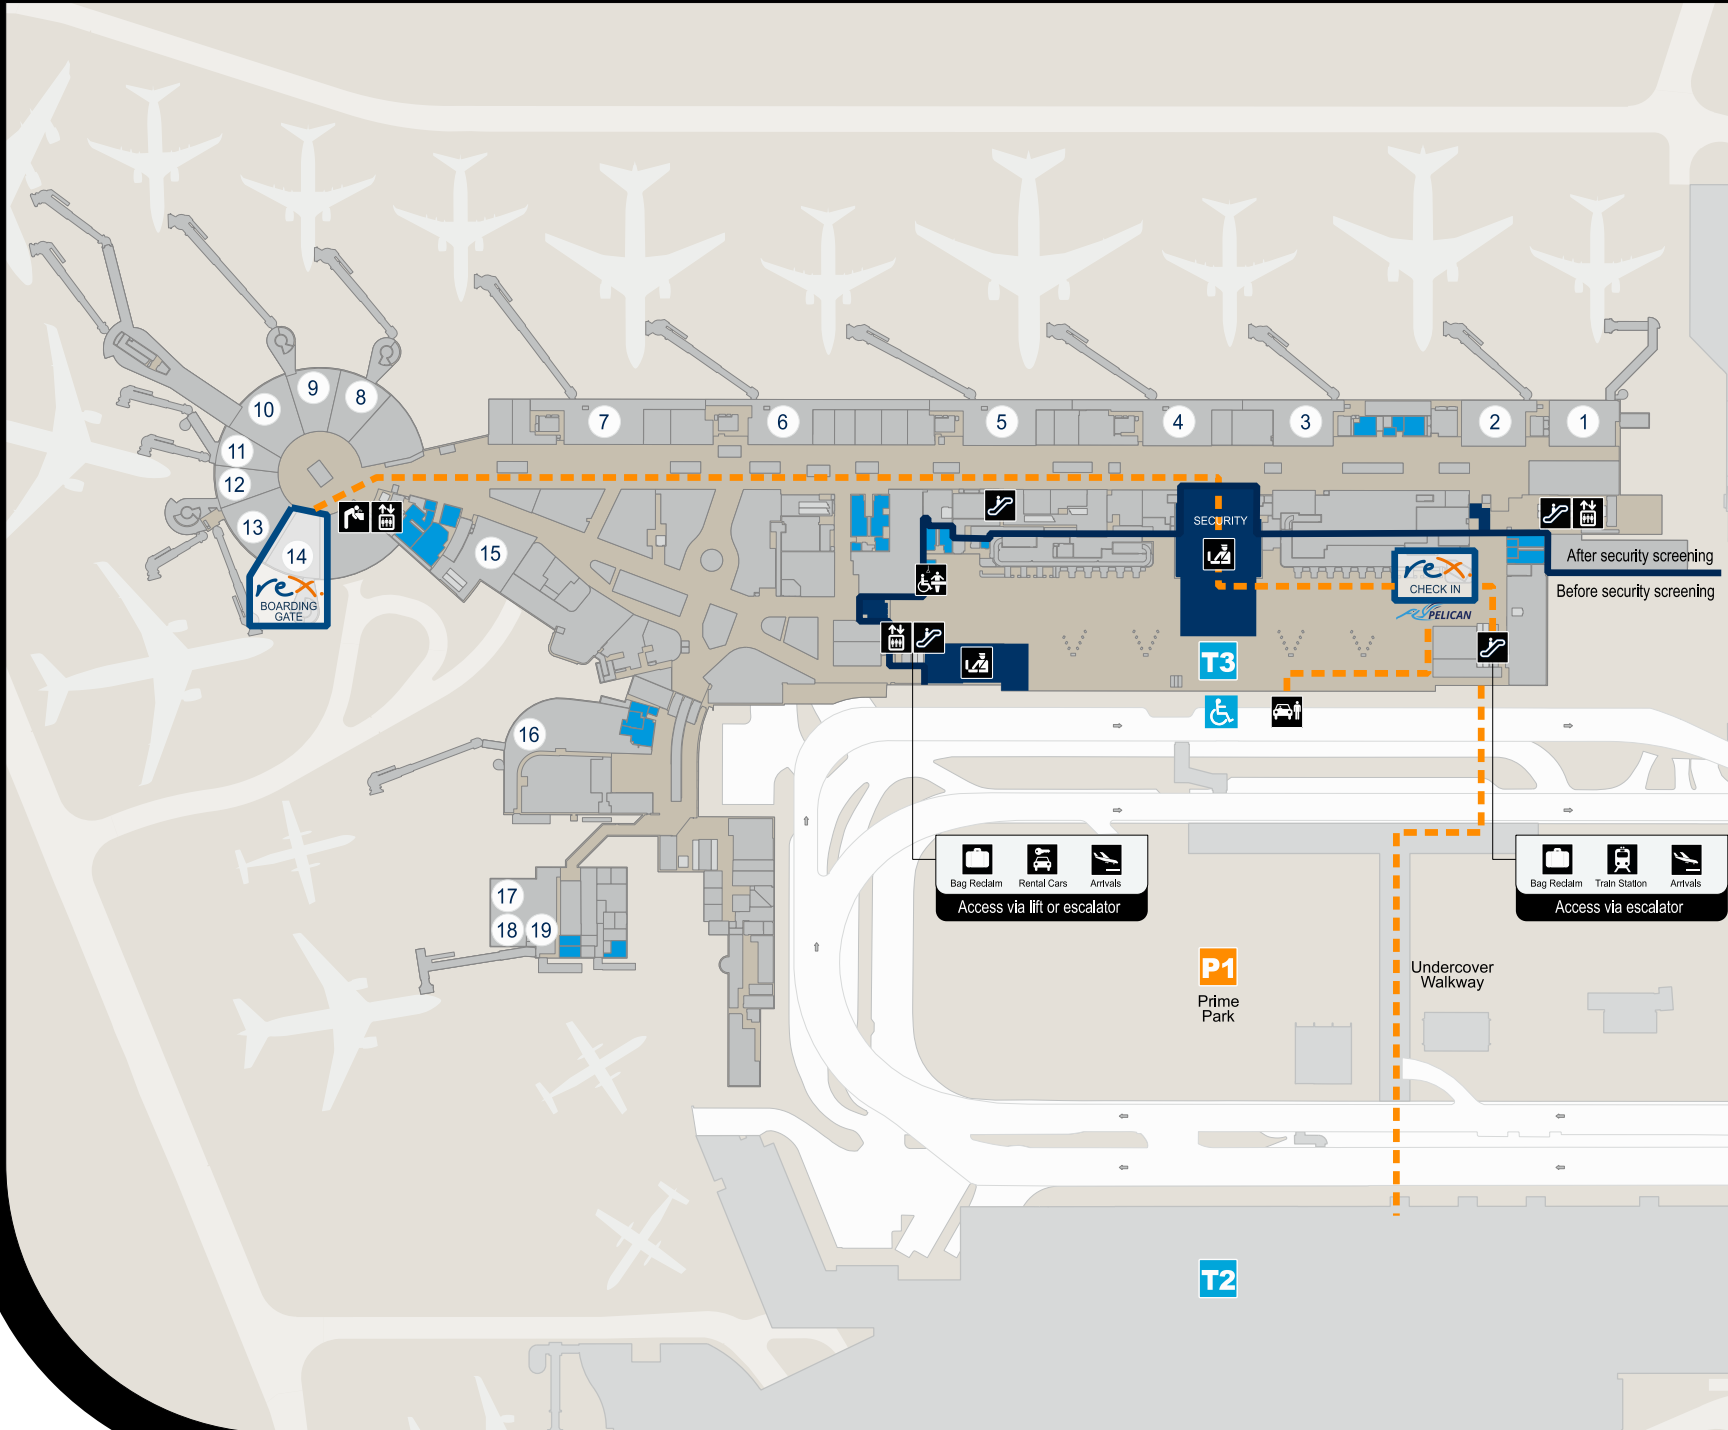 9
8
10
7
6
5
4
3
2
1
11
12
13
14
15
SECURITY
rex.
BOARDING
GATE
rex.
CHECK IN
PELICAN
After security screening
Before security screening
T3
16
17
18
19
Bag Reclaim
Rental Cars
Arrivals
Access via lift or escalator
Bag Reclaim
Train Station
Arrivals
Access via escalator
P1
Prime
Park
Undercover
Walkway
T2